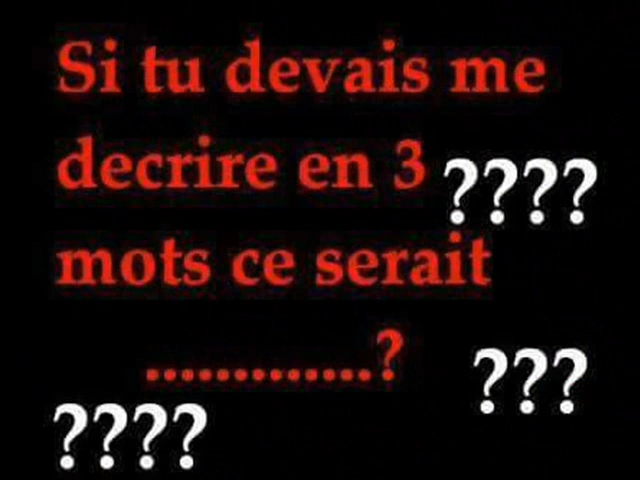 Si tu devais me
decrire en 3 ????
mots ce serait
.............?
???
????